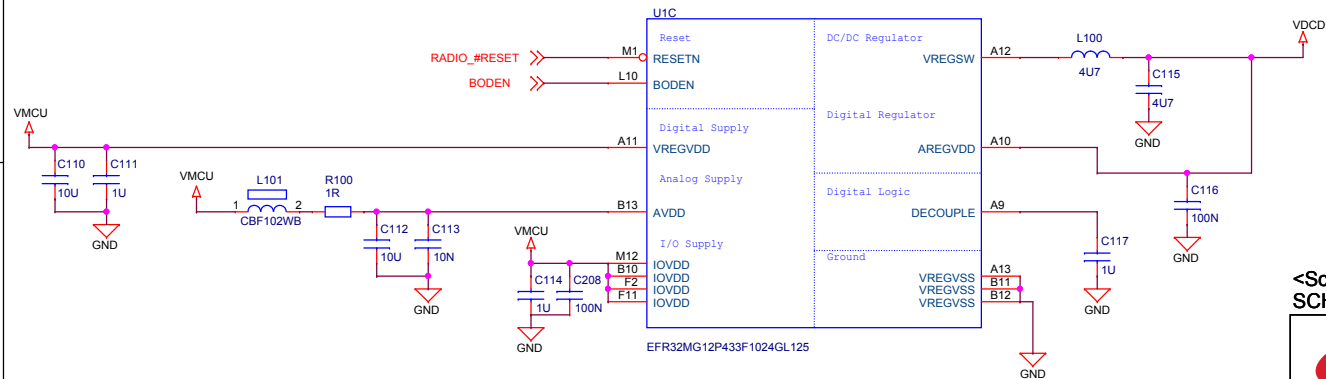 U1C
Reset
DC/DC Regulator
VDCD
RADIO_#RESET
M1
RESETN
VREGSW
A12
L100
4U7
C115
4U7
GND
BODEN
L10
BODEN
VMCU
Digital Supply
Digital Regulator
A11
VREGVDD
AREGVDD
A10
C110
10U
C111
1U
GND
VMCU
L101
1
2
CBF102WB
R100
1R
Analog Supply
Digital Logic
C116
100N
GND
B13
AVDD
DECOUPLE
A9
C112
10U
C113
10N
GND
VMCU
I/O Supply
Ground
C117
1U
GND
M12
IOVDD
B10
IOVDD
F2
IOVDD
F11
IOVDD
VREGVSS
A13
VREGVSS
B11
VREGVSS
B12
C114
1U
C208
100N
GND
GND
EFR32MG12P433F1024GL125
<Sc
SCH